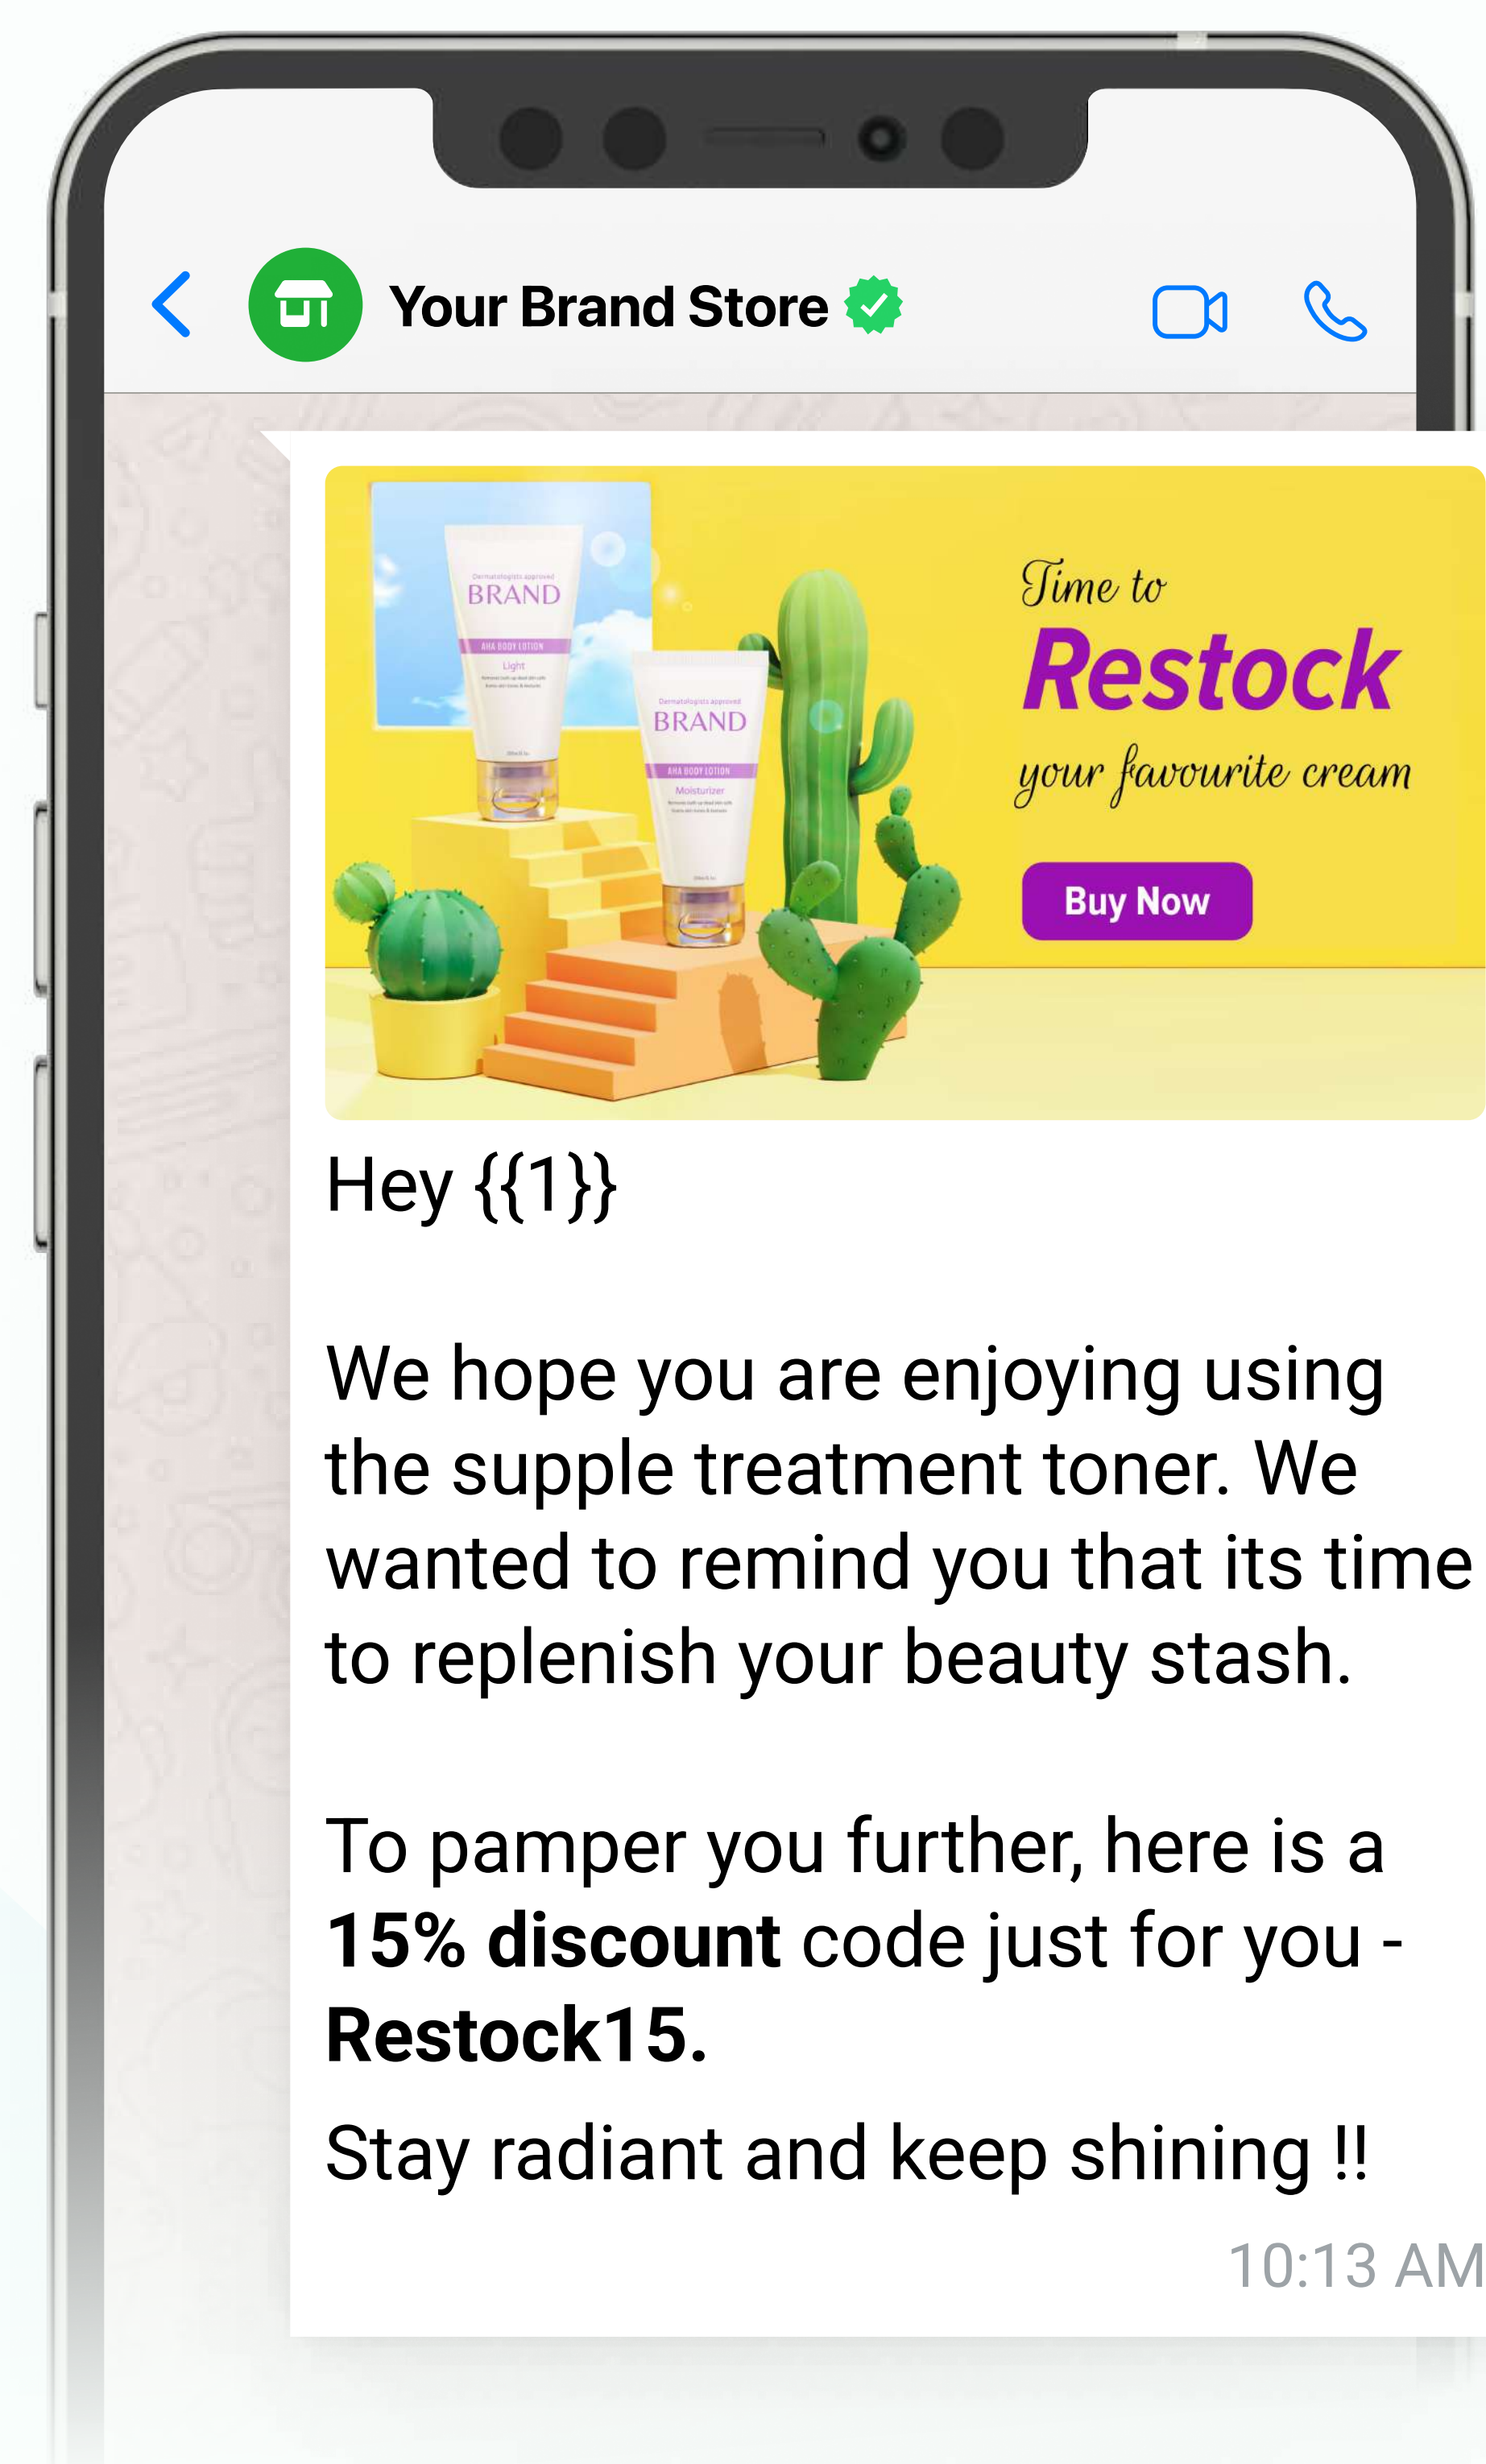 Your Brand Store
Dermatologists approved
BRAND
AHA BODY LOTION
Light
Dermatologists approved
BRAND
AHA BODY LOTION
Moisturizer
Time to
Restock
your favourite cream
Buy Now
Hey {{1}}
We hope you are enjoying using
the supple treatment toner. We
wanted to remind you that its time
to replenish your beauty stash.
To pamper you further, here is a
15% discount code just for you -
Restock15.
Stay radiant and keep shining !!
10:13 AM